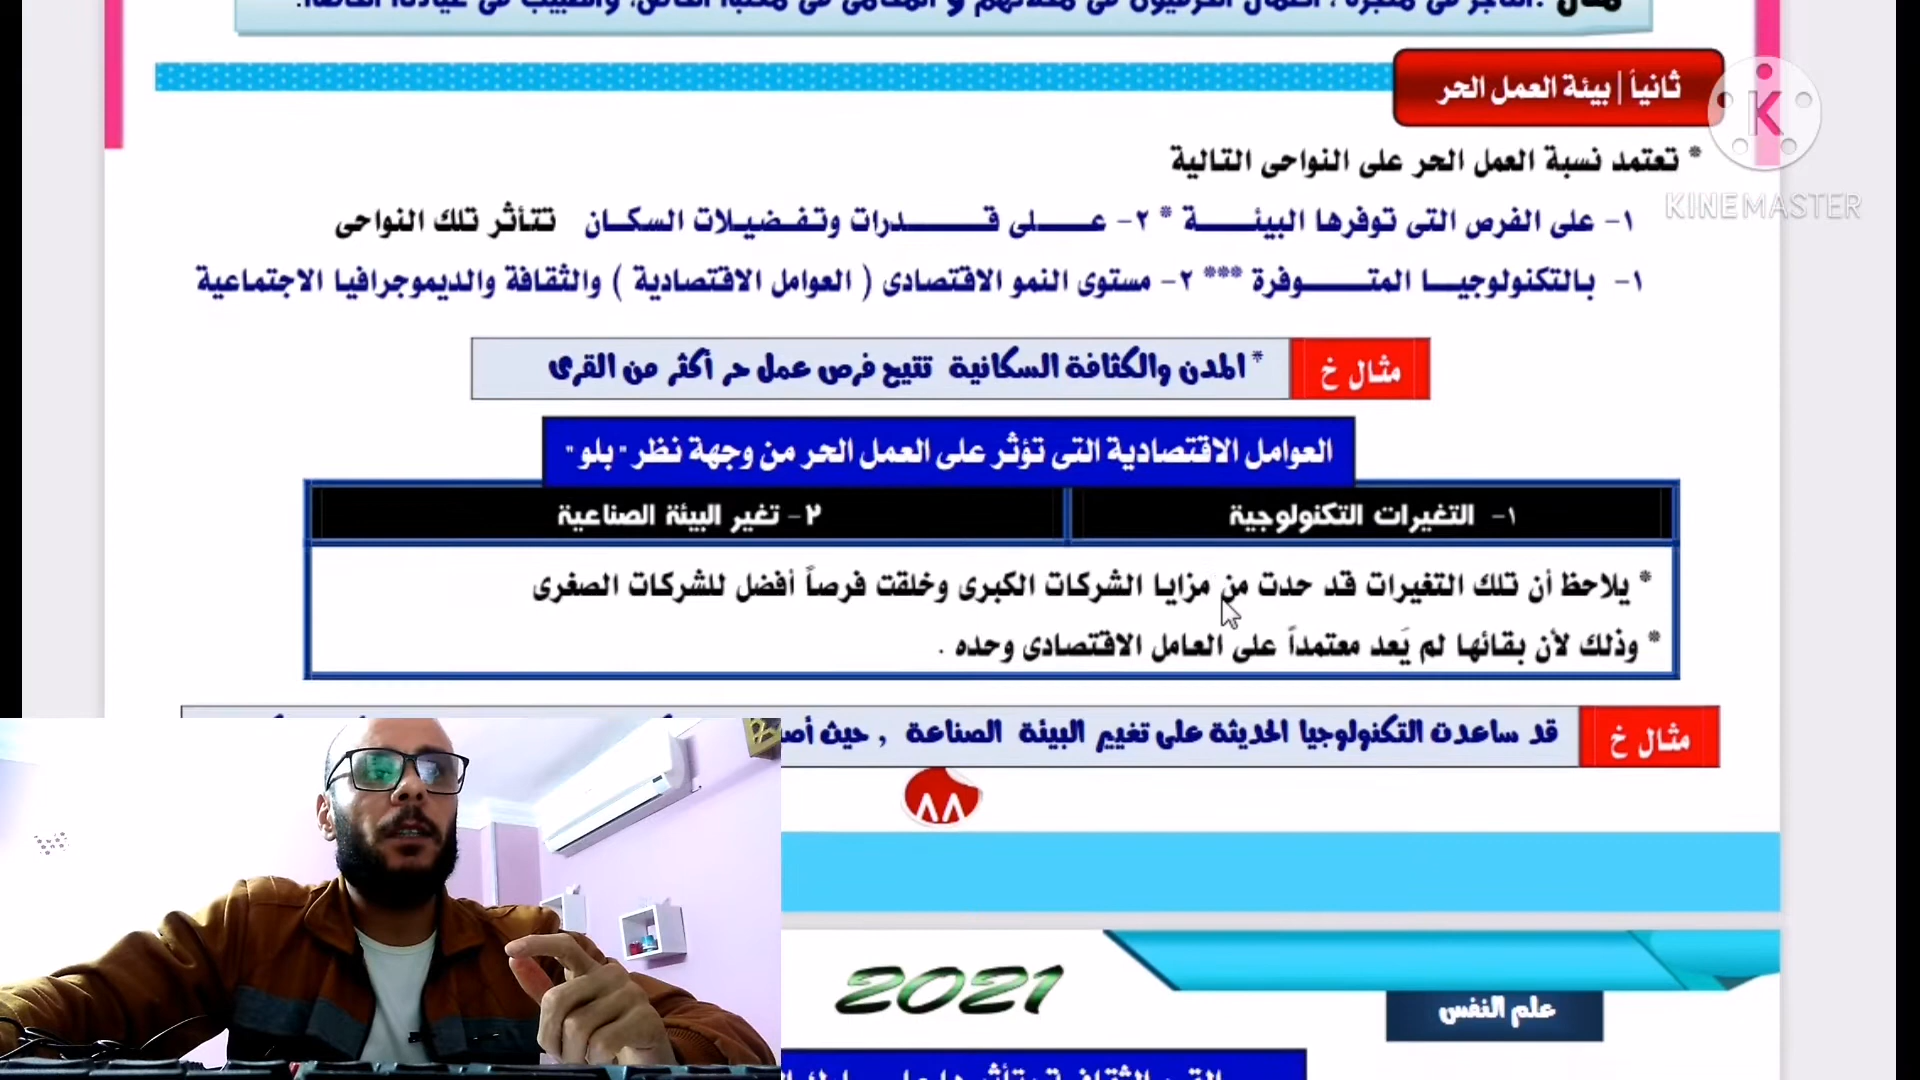 مثال
ثانياً | بيئة العمل الحر
* تعتمد نسبة العمل الحر على النواحى التالية
١- على الفرص التى توفرها البيئة * ٢- على قدرات وتفضيلات السكان تتأثر تلك النواحى
١- بالتكنولوجيا المتوفرة *** ٢- مستوى النمو الاقتصادى ( العوامل الاقتصادية ) والثقافة والديموجرافيا الاجتماعية
مثال خ * المدن والكثافة السكانية تتيح فرص عمل حر أكثر من القرى
العوامل الاقتصادية التى تؤثر على العمل الحر من وجهة نظر " بلو "
١- التغيرات التكنولوجية
٢- تغير البيئة الصناعية
* يلاحظ أن تلك التغيرات قد حدت من مزايا الشركات الكبرى وخلقت فرصاً أفضل للشركات الصغرى
* وذلك لأن بقائها لم يَعد معتمداً على العامل الاقتصادى وحده .
مثال خ قد ساعدت التكنولوجيا الحديثة على تغيير البيئة الصناعة , حيث
٨٨
2021
علم النفس
KINEMASTER